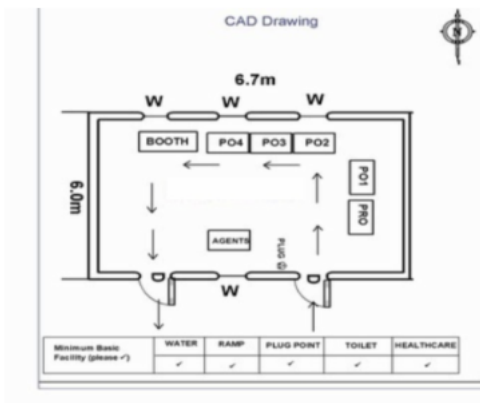 CAD Drawing
N
6.7m
W W W
BOOTH PO4 PO3 PO2
PO1
6.0m
PRO
AGENTS
PLUG
W
D D
Minimum Basic Facility (please ✓) WATER RAMP PLUG POINT TOILET HEALTHCARE
✓ ✓ ✓ ✓ ✓